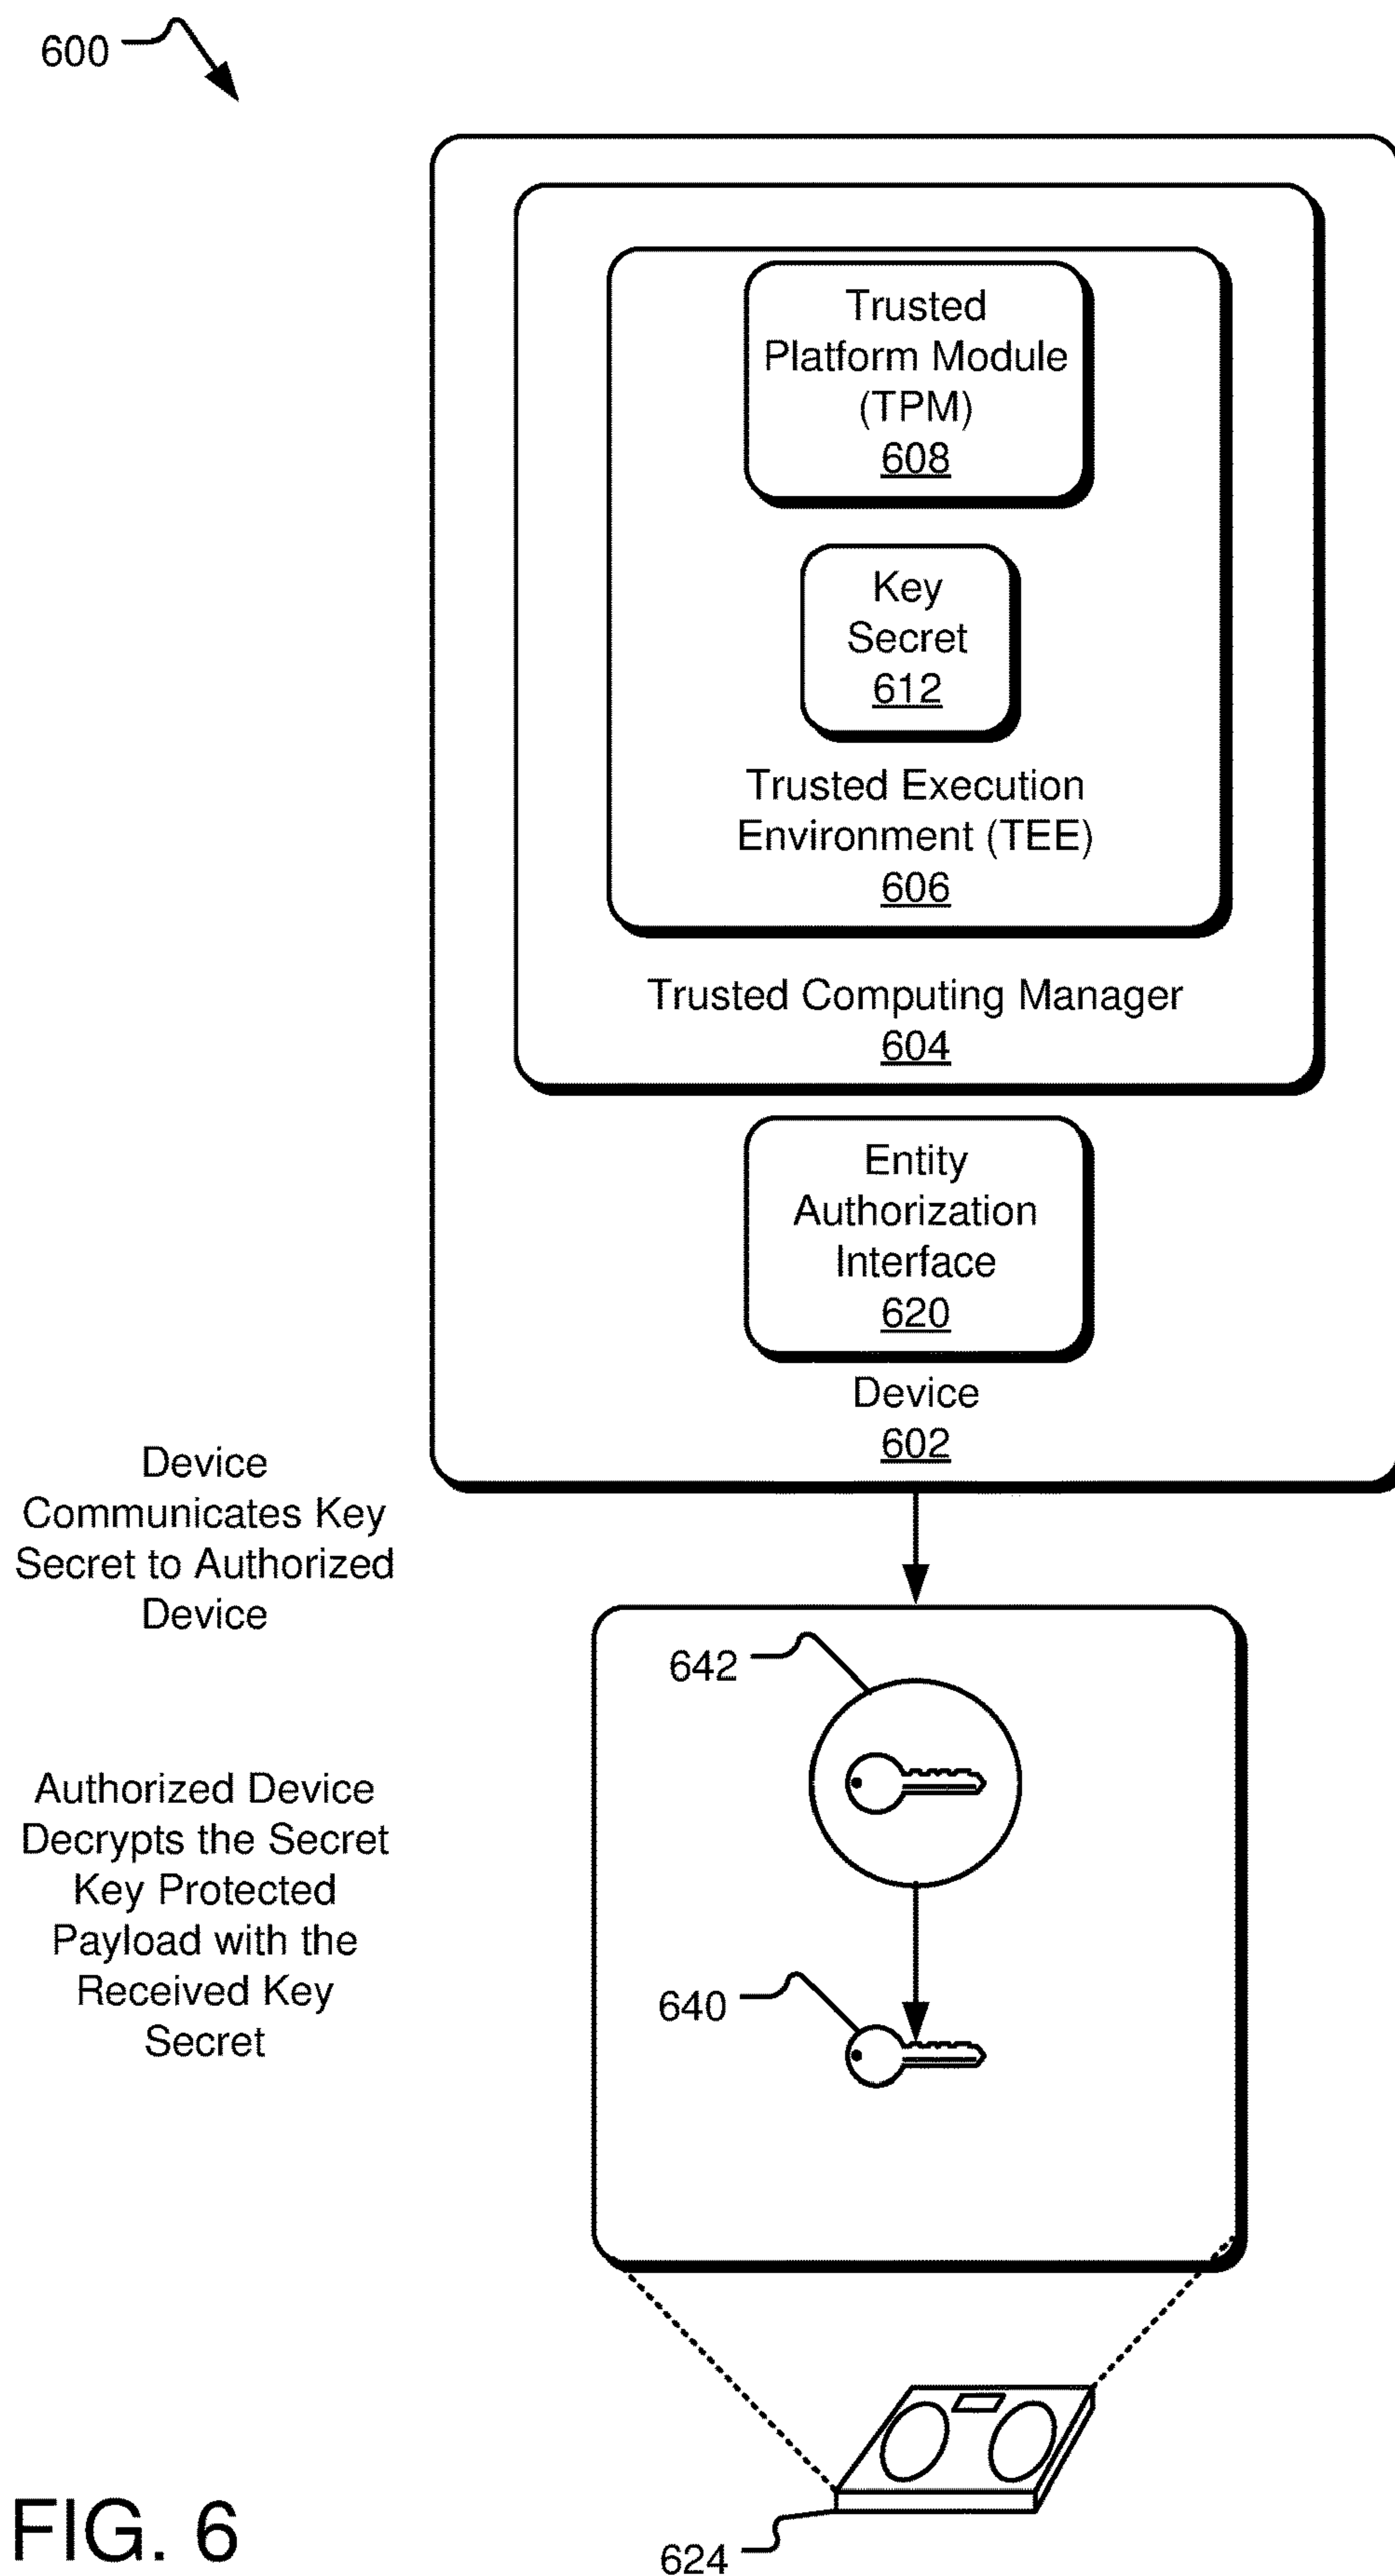 600
Trusted
Platform Module
(TPM)
608
Key
Secret
612
Trusted Execution
Environment (TEE)
606
Trusted Computing Manager
604
Entity
Authorization
Interface
620
Device
602
Device
Communicates Key
Secret to Authorized
Device
642
Authorized Device
Decrypts the Secret
Key Protected
Payload with the
Received Key
Secret
640
624
FIG. 6